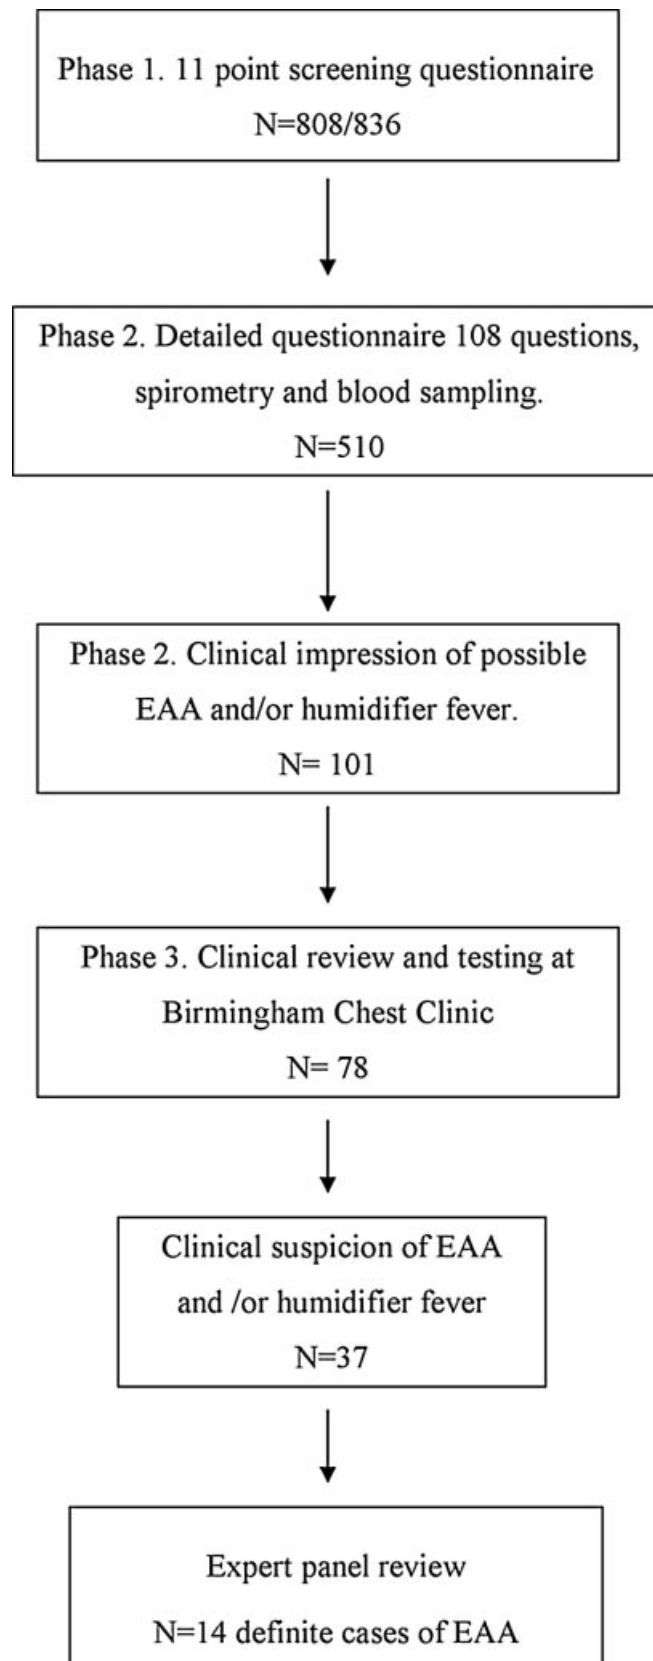 Phase 1. 11 point screening questionnaire
N=808/836
Phase 2. Detailed questionnaire 108 questions,
spirometry and blood sampling.
N=510
Phase 2. Clinical impression of possible
EAA and/or humidifier fever.
N= 101
Phase 3. Clinical review and testing at
Birmingham Chest Clinic
N= 78
Clinical suspicion of EAA
and /or humidifier fever
N=37
Expert panel review
N=14 definite cases of EAA